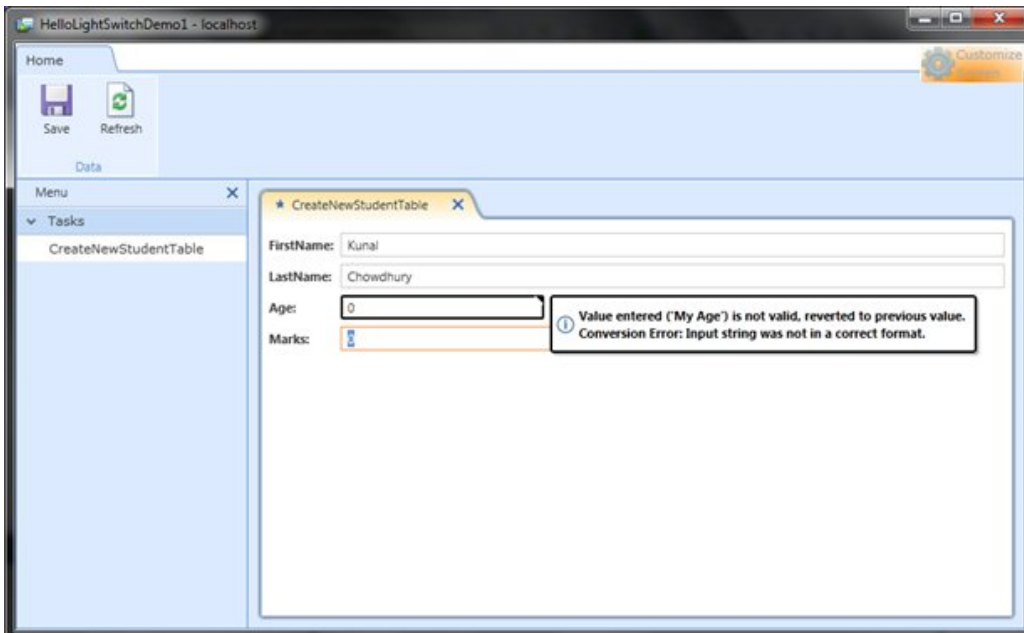 HelloLightSwitchDemo1 - localhost
Home
Customize
Screen
Save
Refresh
Data
Menu
Tasks
CreateNewStudentTable
CreateNewStudentTable
FirstName: Kunal
LastName: Chowdhury
Age: 0
Value entered ('My Age') is not valid, reverted to previous value.
Conversion Error: Input string was not in a correct format.
Marks: 0